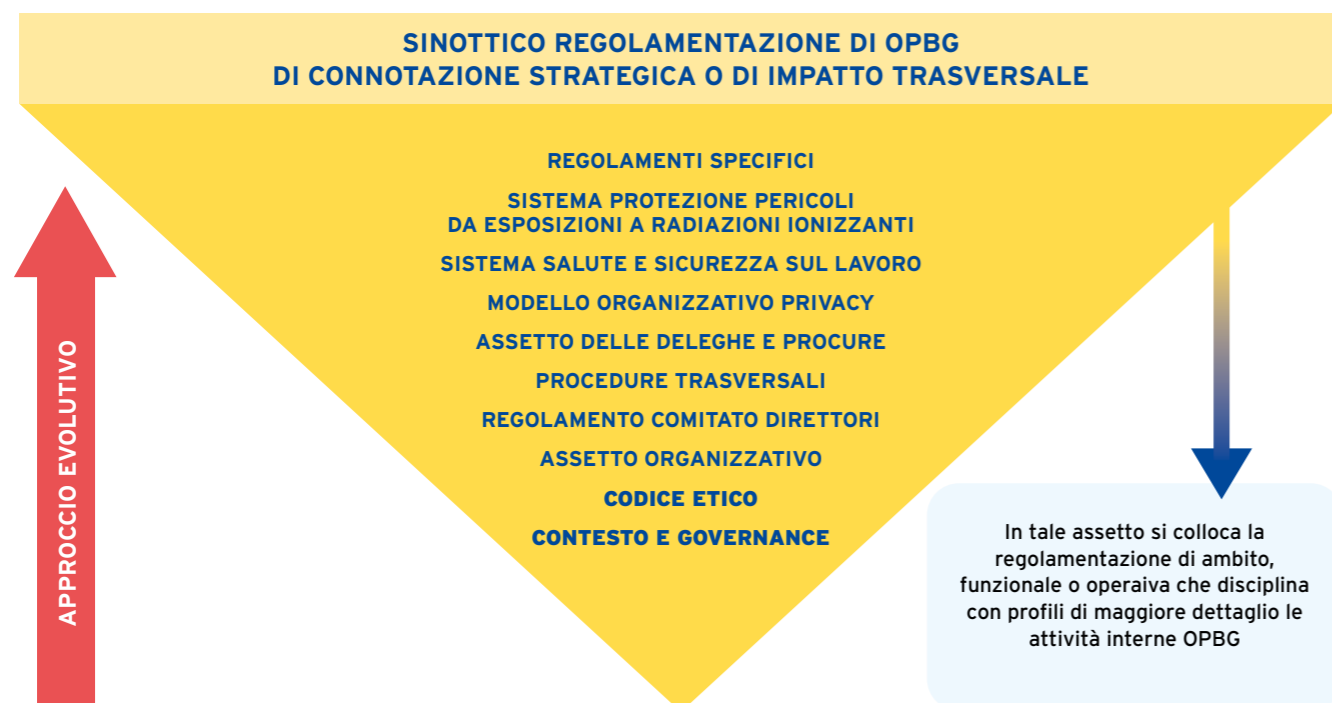 SINOTTICO REGOLAMENTAZIONE DI OPBG
DI CONNOTAZIONE STRATEGICA O DI IMPATTO TRASVERSALE
REGOLAMENTI SPECIFICI
SISTEMA PROTEZIONE PERICOLI
DA ESPOSIZIONI A RADIAZIONI IONIZZANTI
SISTEMA SALUTE E SICUREZZA SUL LAVORO
MODELLO ORGANIZZATIVO PRIVACY
ASSETTO DELLE DELEGHE E PROCURE
PROCEDURE TRASVERSALI
REGOLAMENTO COMITATO DIRETTORI
ASSETTO ORGANIZZATIVO
CODICE ETICO
CONTESTO E GOVERNANCE
APPROCCIO EVOLUTIVO
In tale assetto si colloca la
regolamentazione di ambito,
funzionale o operaiva che disciplina
con profili di maggiore dettaglio le
attività interne OPBG